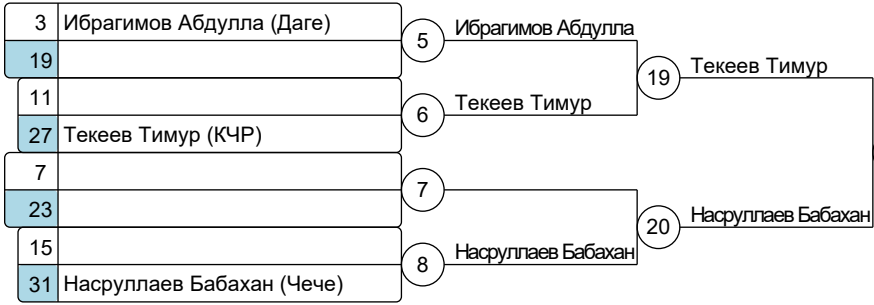 3 Ибрагимов Абдулла (Даге)
19
11
27 Текеев Тимур (КЧР)
7
23
15
31 Насруллаев Бабахан (Чече)
5 Ибрагимов Абдулла
6 Текеев Тимур
7
8 Насруллаев Бабахан
19 Текеев Тимур
20 Насруллаев Бабахан